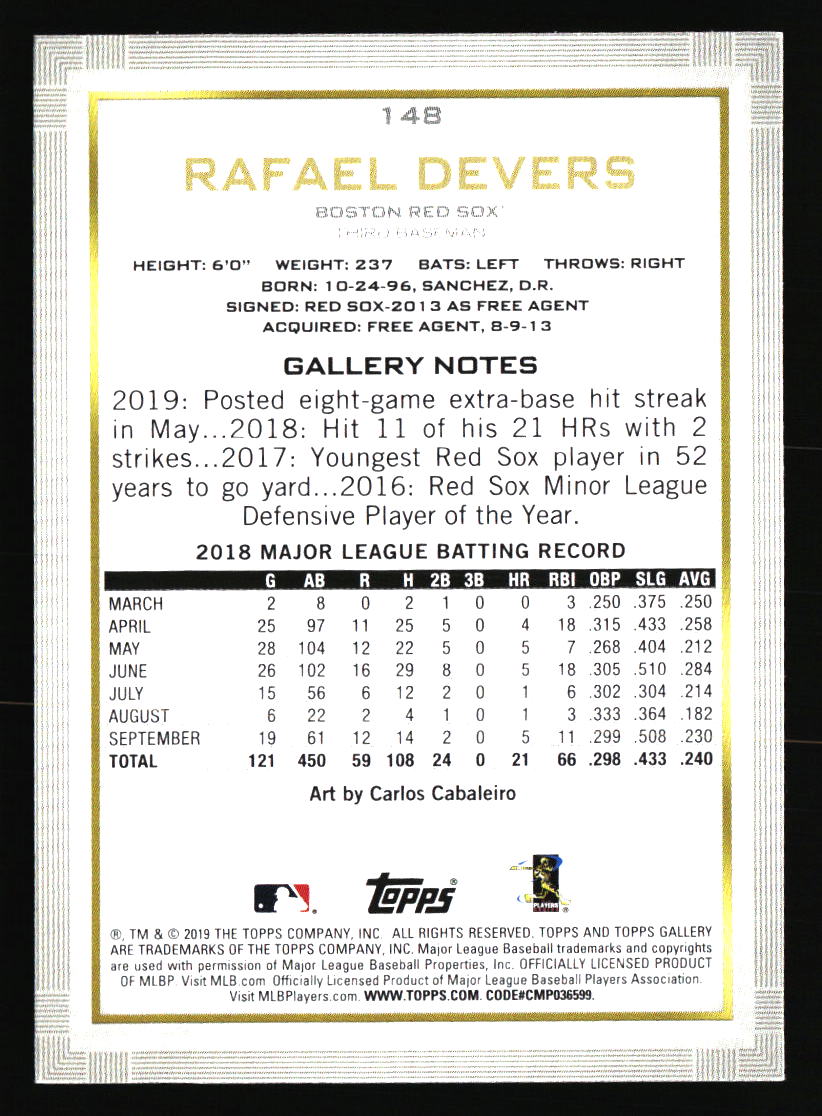 148
RAFAEL DEVERS
BOSTON RED SOX
THIRD BASEMAN
HEIGHT: 6'0" WEIGHT: 237 BATS: LEFT THROWS: RIGHT
BORN: 10-24-96, SANCHEZ, D.R.
SIGNED: RED SOX-2013 AS FREE AGENT
ACQUIRED: FREE AGENT, 8-9-13
GALLERY NOTES
2019: Posted eight-game extra-base hit streak
in May...2018: Hit 11 of his 21 HRs with 2
strikes...2017: Youngest Red Sox player in 52
years to go yard...2016: Red Sox Minor League
Defensive Player of the Year.
2018 MAJOR LEAGUE BATTING RECORD
G AB R H 2B 3B HR RBI OBP SLG AVG
MARCH 2 8 0 2 1 0 0 3 .250 .375 .250
APRIL 25 97 11 25 5 0 4 18 .315 .433 .258
MAY 28 104 12 22 5 0 5 7 .268 .404 .212
JUNE 26 102 16 29 8 0 5 18 .305 .510 .284
JULY 15 56 6 12 2 0 1 6 .302 .304 .214
AUGUST 6 22 2 4 1 0 1 3 .333 .364 .182
SEPTEMBER 19 61 12 14 2 0 5 11 .299 .508 .230
TOTAL 121 450 59 108 24 0 21 66 .298 .433 .240
Art by Carlos Cabaleiro
Topps®
PLAYERS
®, TM & © 2019 THE TOPPS COMPANY, INC. ALL RIGHTS RESERVED. TOPPS AND TOPPS GALLERY
ARE TRADEMARKS OF THE TOPPS COMPANY, INC. Major League Baseball trademarks and copyrights
are used with permission of Major League Baseball Properties, Inc. OFFICIALLY LICENSED PRODUCT
OF MLBP. Visit MLB.com Officially Licensed Product of Major League Baseball Players Association.
Visit MLBPlayers.com. WWW.TOPPS.COM. CODE#CMP036599.